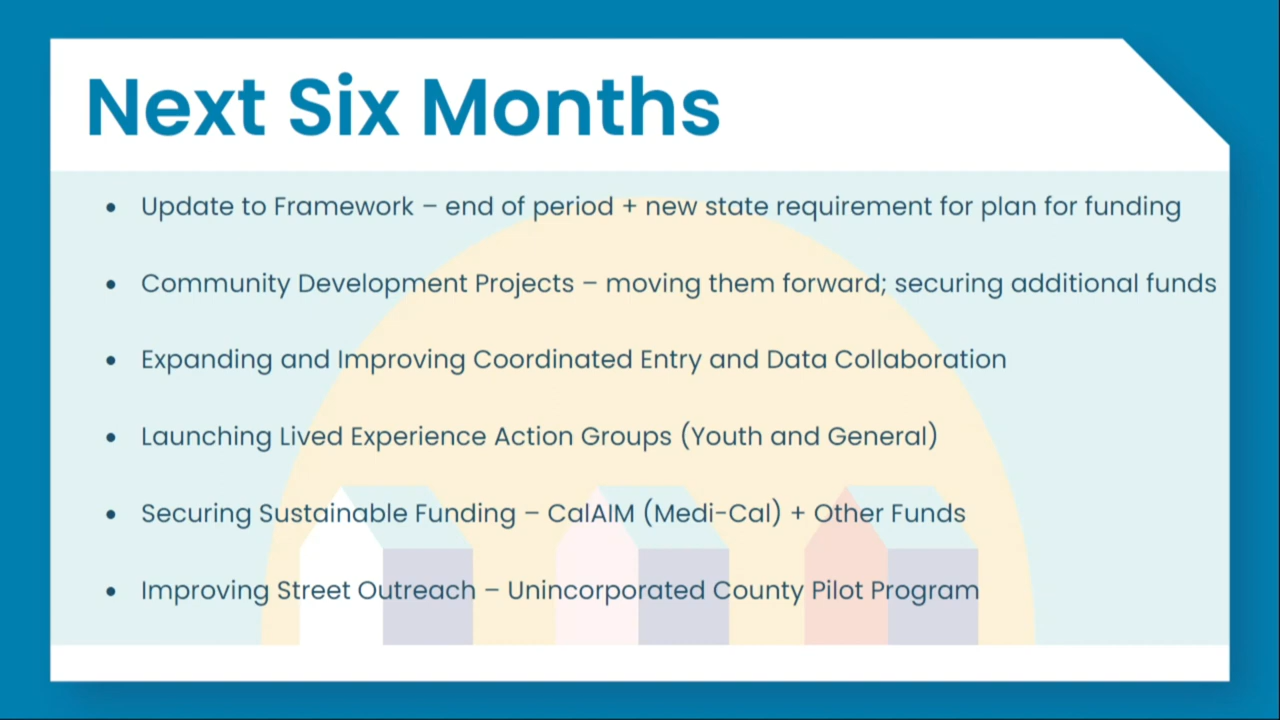 Next Six Months
• Update to Framework – end of period + new state requirement for plan for funding
• Community Development Projects – moving them forward; securing additional funds
• Expanding and Improving Coordinated Entry and Data Collaboration
• Launching Lived Experience Action Groups (Youth and General)
• Securing Sustainable Funding – CalAIM (Medi-Cal) + Other Funds
• Improving Street Outreach – Unincorporated County Pilot Program